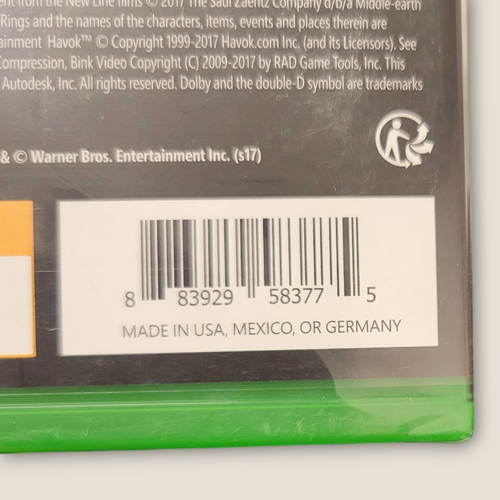 ent from the New Line films © 2017 The Saul Zaentz Company d/b/a Middle-earth
Rings and the names of the characters, items, events and places therein are
ainment Havok™ © Copyright 1999-2017 Havok.com Inc. (and its Licensors). See
Compression, Bink Video Copyright (C) 2009-2017 by RAD Game Tools, Inc. This
Autodesk, Inc. All rights reserved. Dolby and the double-D symbol are trademarks
& © Warner Bros. Entertainment Inc. (s17)
8 83929 58377 5
MADE IN USA, MEXICO, OR GERMANY